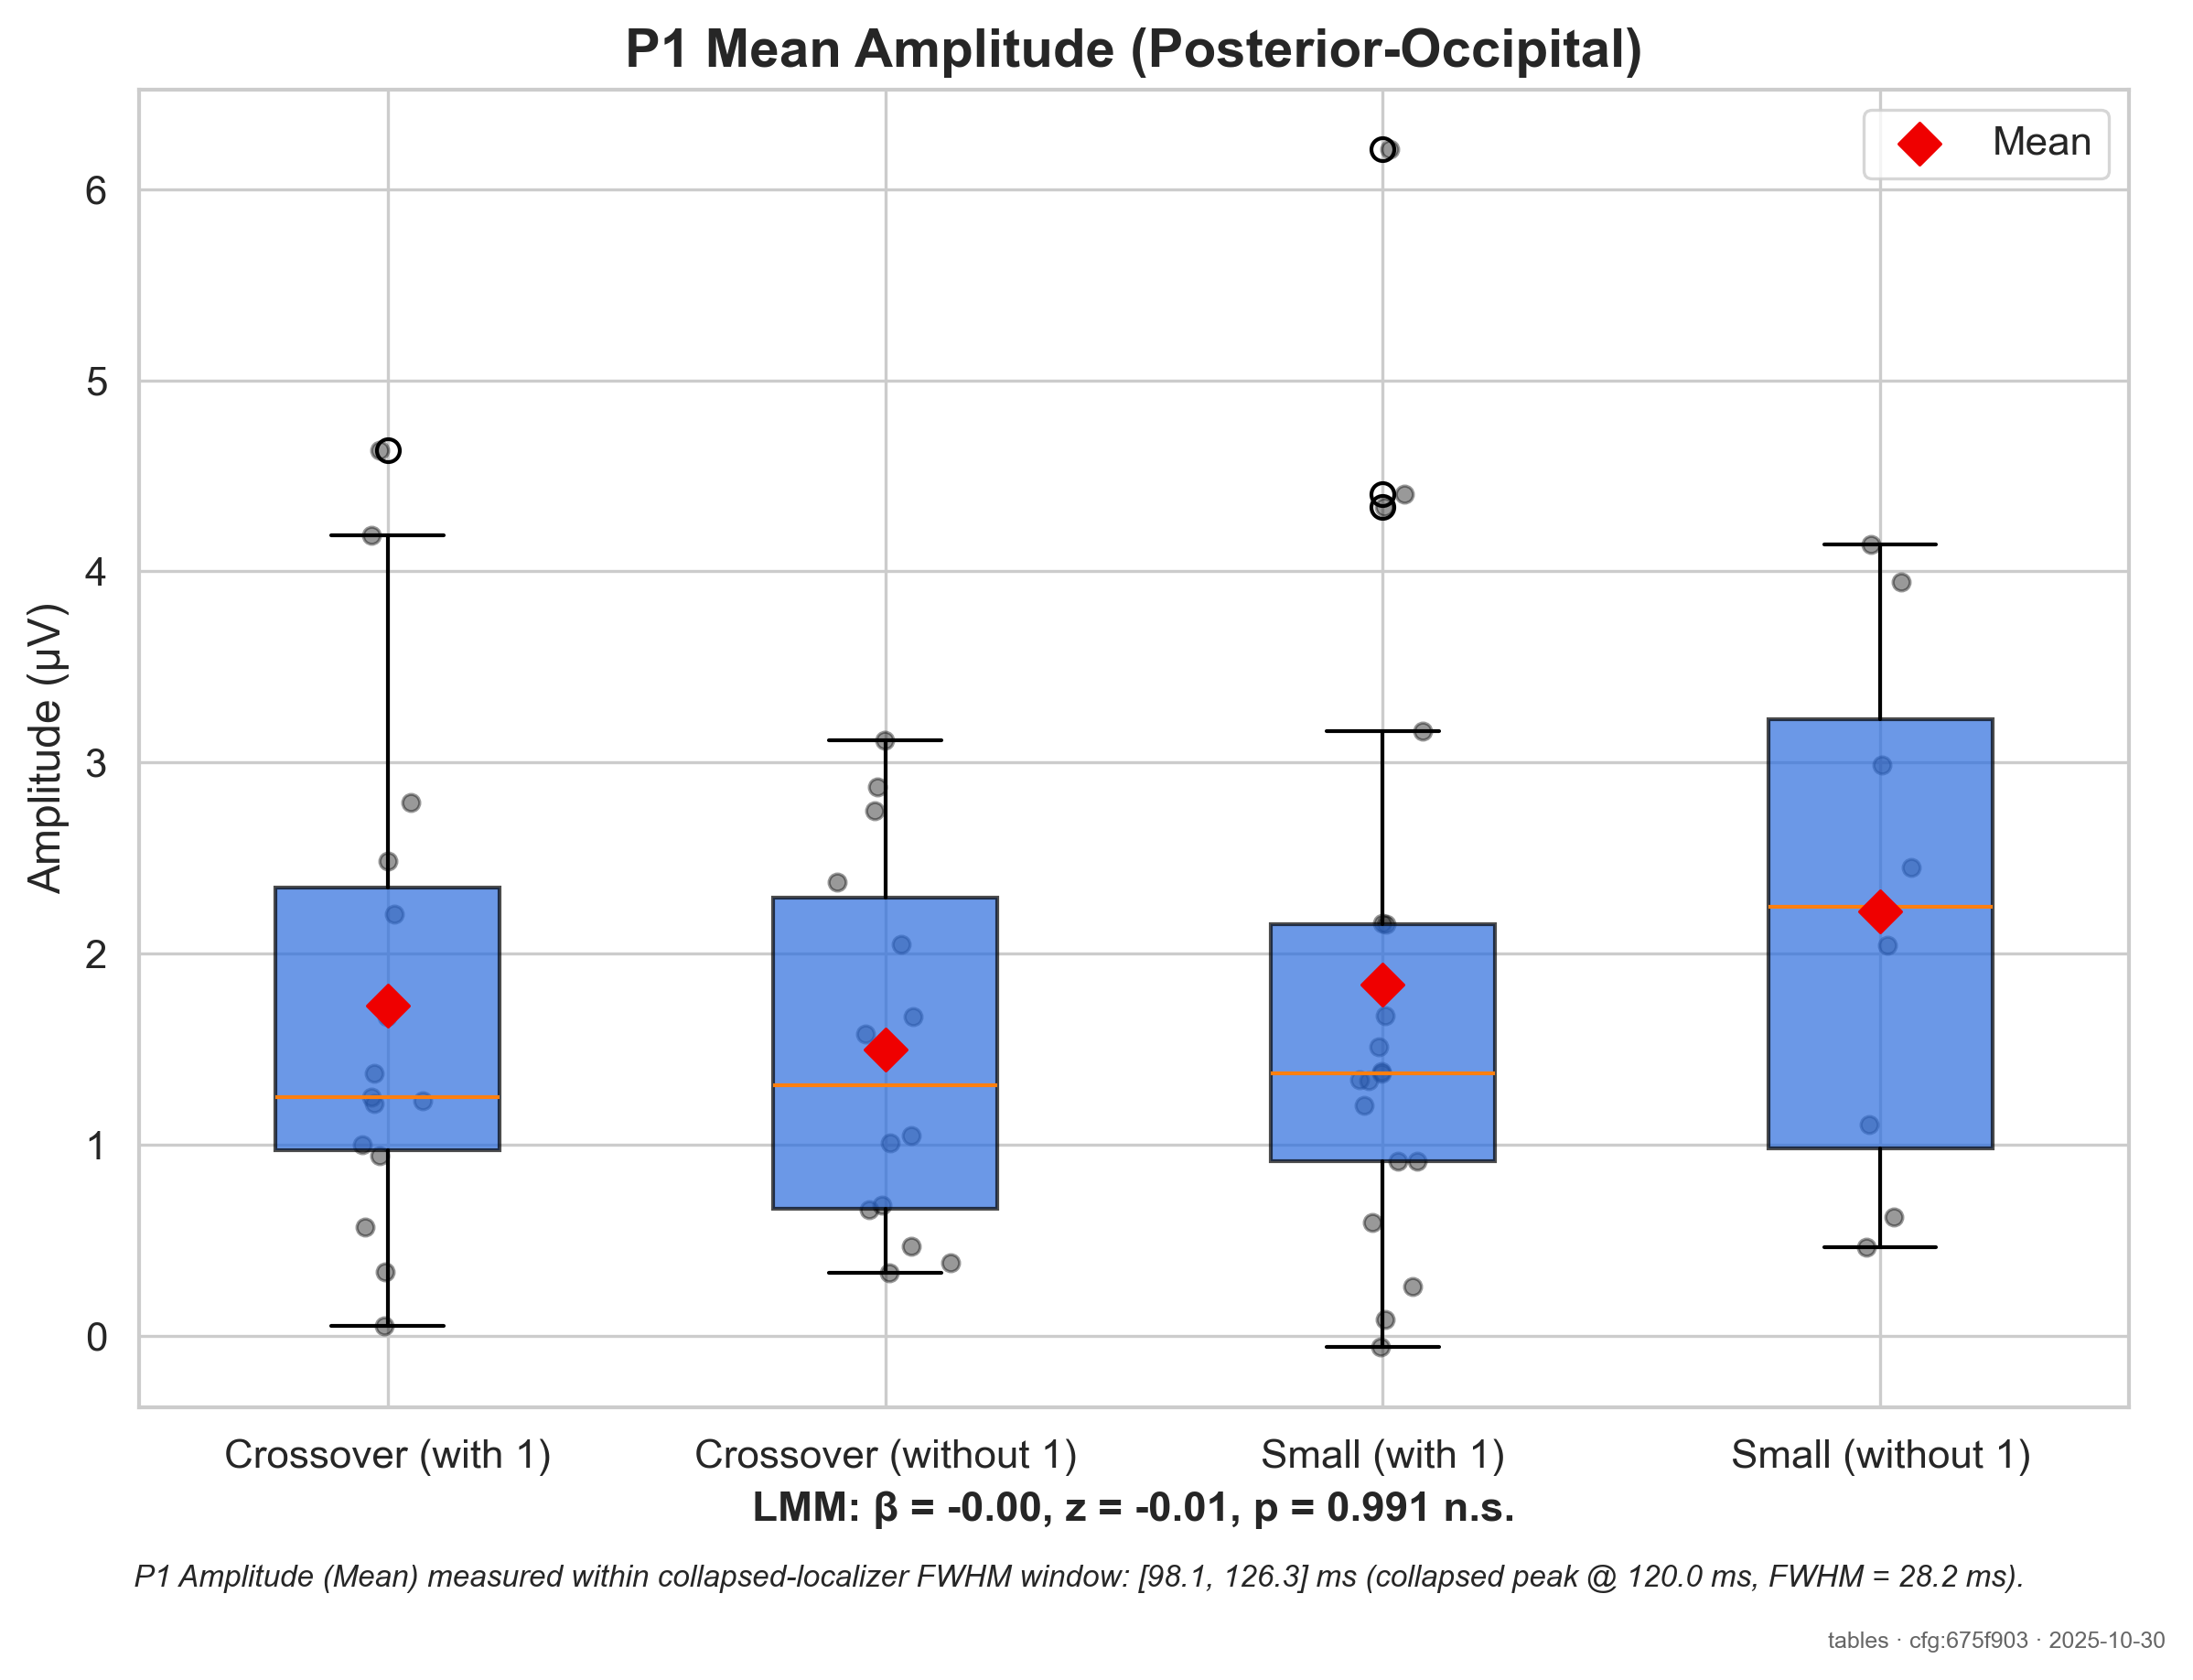 P1 Mean Amplitude (Posterior-Occipital)
Mean
6
5
4
3
2
1
0
Amplitude (µV)
Crossover (with 1)
Crossover (without 1)
Small (with 1)
Small (without 1)
LMM: β = -0.00, z = -0.01, p = 0.991 n.s.
P1 Amplitude (Mean) measured within collapsed-localizer FWHM window: [98.1, 126.3] ms (collapsed peak @ 120.0 ms, FWHM = 28.2 ms).
tables · cfg:675f903 · 2025-10-30